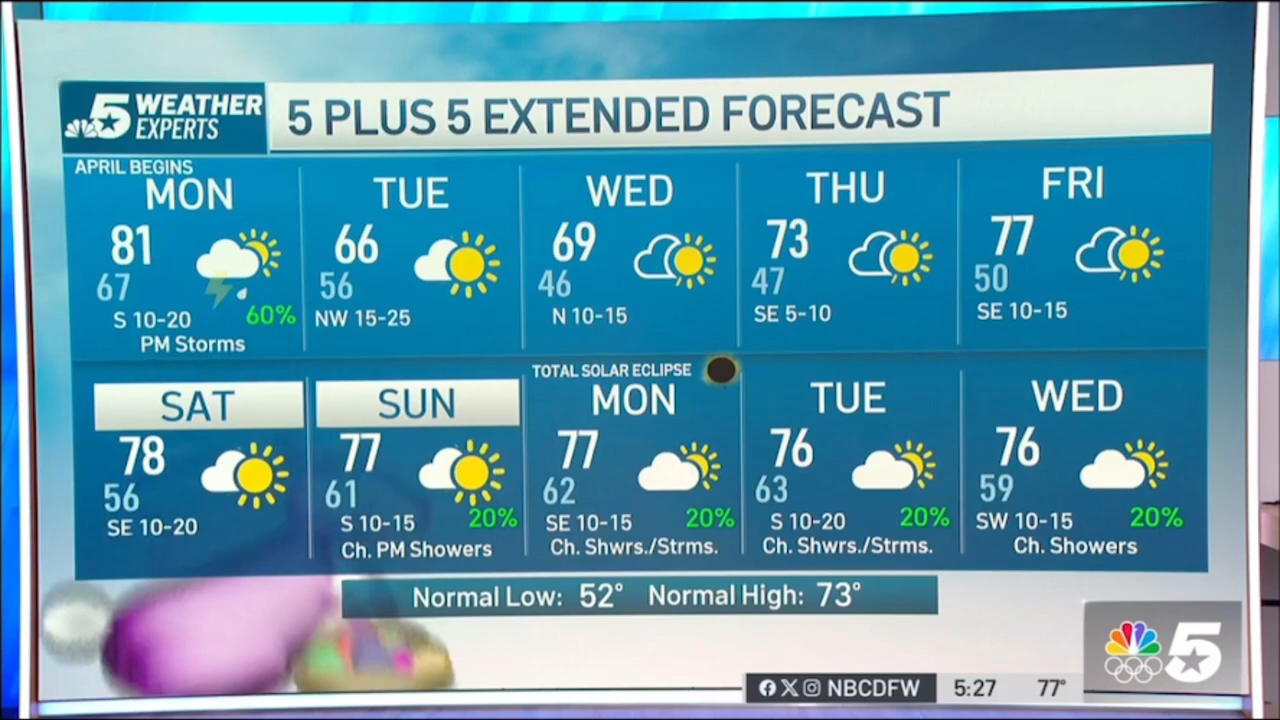 5 WEATHER EXPERTS
5 PLUS 5 EXTENDED FORECAST
APRIL BEGINS
MON
81
67
S 10-20 60%
PM Storms
TUE
66
56
NW 15-25
WED
69
46
N 10-15
THU
73
47
SE 5-10
FRI
77
50
SE 10-15
SAT
78
56
SE 10-20
SUN
77
61
S 10-15 20%
Ch. PM Showers
TOTAL SOLAR ECLIPSE
MON
77
62
SE 10-15 20%
Ch. Shwrs./Strms.
TUE
76
63
S 10-20 20%
Ch. Shwrs./Strms.
WED
76
59
SW 10-15 20%
Ch. Showers
Normal Low: 52° Normal High: 73°
5
NBCDFW 5:27 77°